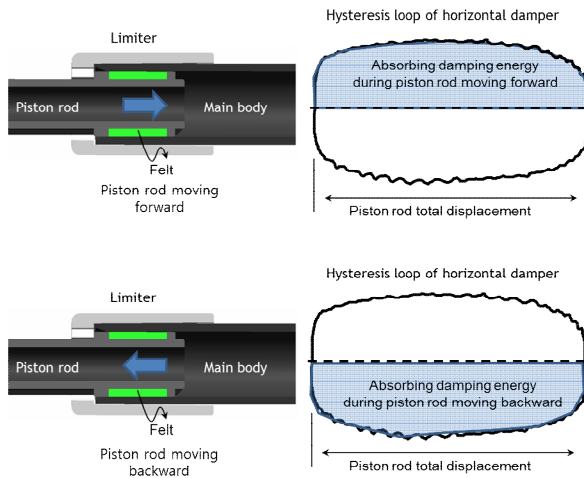 Hysteresis loop of horizontal damper
Limiter
Piston rod
Main body
Felt
Piston rod moving
forward
Absorbing damping energy
during piston rod moving forward
Piston rod total displacement
Hysteresis loop of horizontal damper
Limiter
Piston rod
Main body
Felt
Piston rod moving
backward
Absorbing damping energy
during piston rod moving backward
Piston rod total displacement